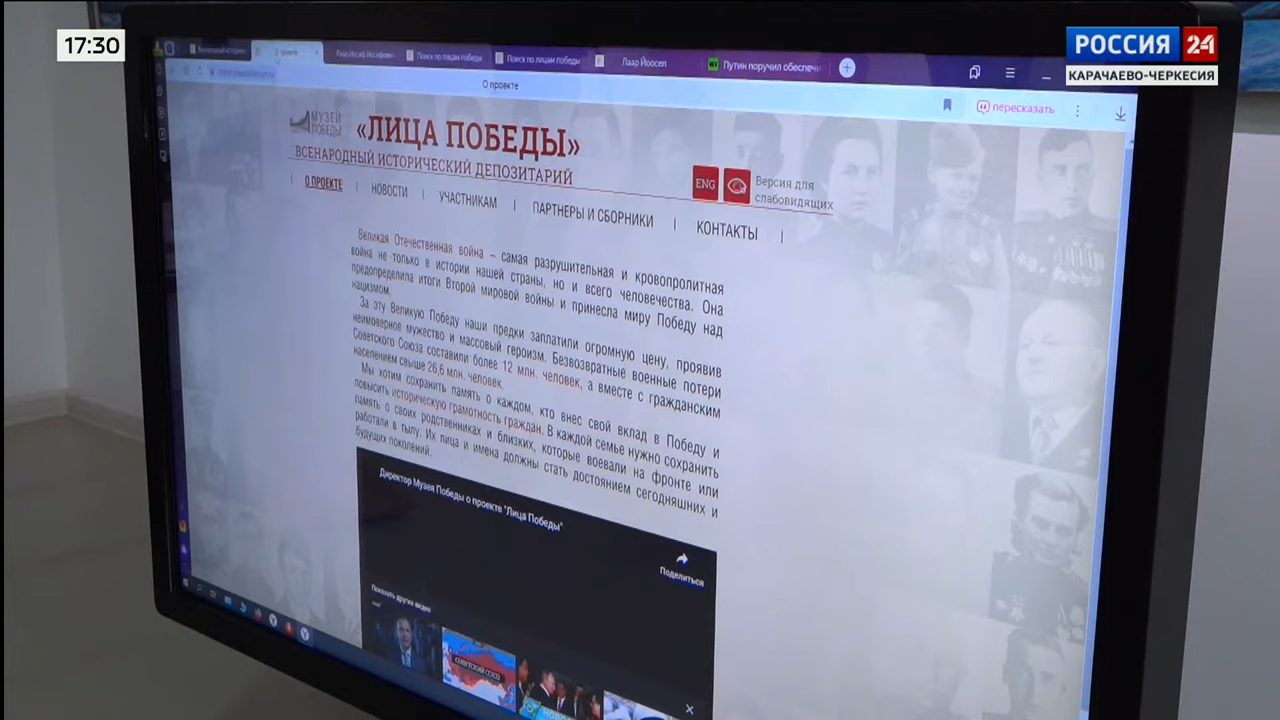 17:30
РОССИЯ 24
КАРАЧАЕВО-ЧЕРКЕСИЯ
О проекте
Поиск по лицам победы
Поиск по лицам победы
Лаар Йоосеп
Путин поручил обеспечи
О проекте
пересказать
МУЗЕЙ
ПОБЕДЫ
«ЛИЦА ПОБЕДЫ»
ВСЕНАРОДНЫЙ ИСТОРИЧЕСКИЙ ДЕПОЗИТАРИЙ
ENG
Версия для
слабовидящих
О ПРОЕКТЕ | НОВОСТИ | УЧАСТНИКАМ | ПАРТНЕРЫ И СБОРНИКИ | КОНТАКТЫ |
Великая Отечественная война – самая разрушительная и кровопролитная
война не только в истории нашей страны, но и всего человечества. Она
предопределила итоги Второй мировой войны и принесла миру Победу над
нацизмом.
За эту Великую Победу наши предки заплатили огромную цену, проявив
неимоверное мужество и массовый героизм. Безвозвратные военные потери
Советского Союза составили более 12 млн. человек, а вместе с гражданским
населением свыше 26,6 млн. человек.
Мы хотим сохранить память о каждом, кто внес свой вклад в Победу и
повысить историческую грамотность граждан. В каждой семье нужно сохранить
память о своих родственниках и близких, которые воевали на фронте или
работали в тылу. Их лица и имена должны стать достоянием сегодняшних и
будущих поколений.
Директор Музея Победы о проекте "Лица Победы"
Поделиться
Показать другие видео
СОВЕТСКИЙ СОЮЗ